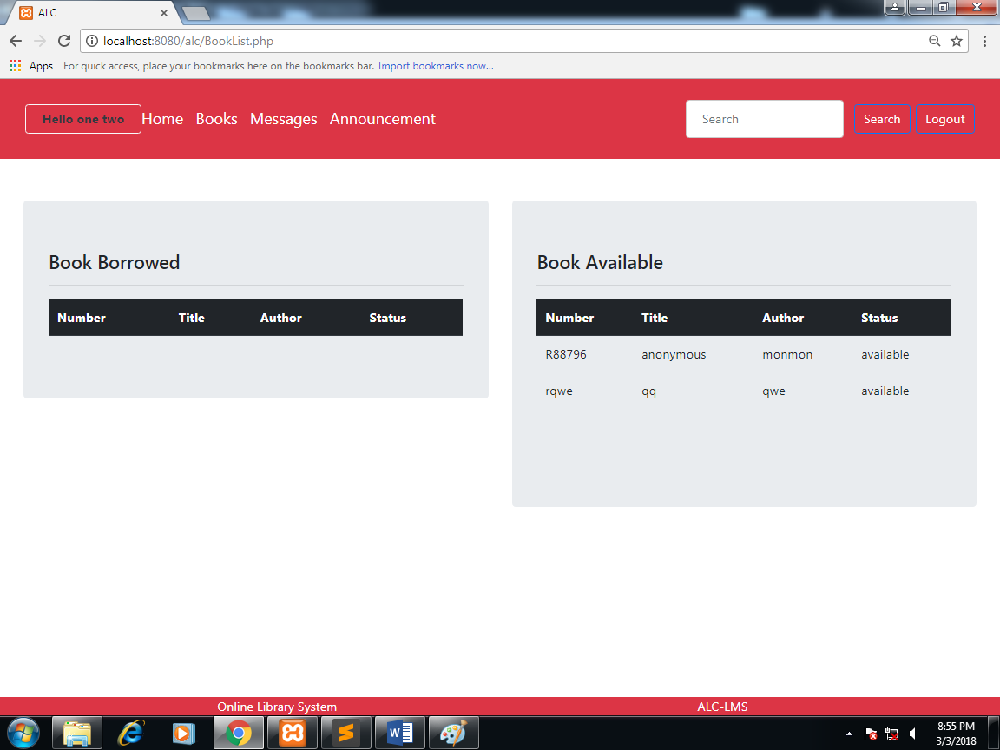 ALC
localhost:8080/alc/BookList.php
Apps For quick access, place your bookmarks here on the bookmarks bar. Import bookmarks now...
Hello one two Home Books Messages Announcement Search Search Logout
Book Borrowed
Number Title Author Status
Book Available
Number Title Author Status
R88796 anonymous monmon available
rqwe qq qwe available
Online Library System ALC-LMS
8:55 PM
3/3/2018